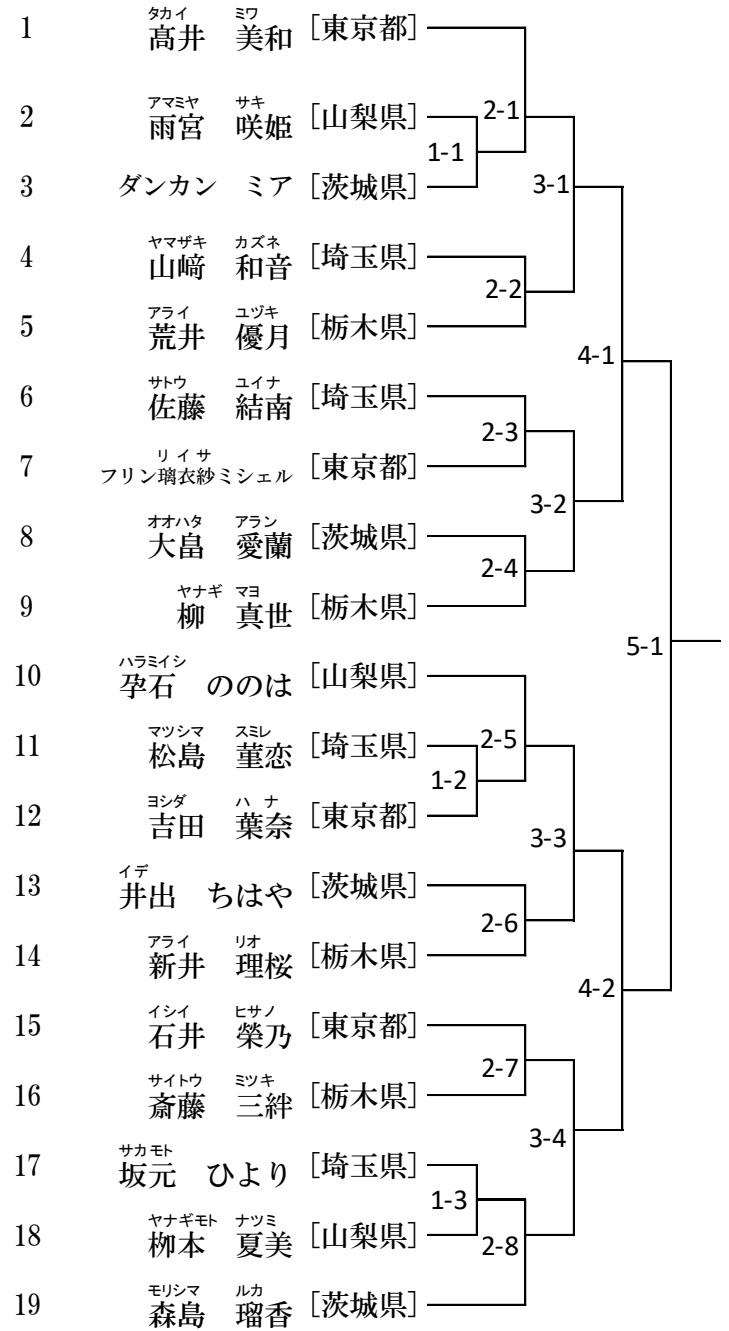 タカイ ミワ
1 髙井 美和 [東京都]
アマミヤ サキ
2 雨宮 咲姫 [山梨県] 2-1
1-1
3 ダンカン ミア [茨城県] 3-1
ヤマザキ カズネ
4 山﨑 和音 [埼玉県]
2-2
アライ ユヅキ
5 荒井 優月 [栃木県]
4-1
サトウ ユイナ
6 佐藤 結南 [埼玉県]
2-3
リイサ
7 フリン璃衣紗ミシェル [東京都]
3-2
オオハタ アラン
8 大畠 愛蘭 [茨城県]
2-4
ヤナギ マヨ
9 柳 真世 [栃木県]
5-1
ハラミイシ
10 孕石 ののは [山梨県]
マツシマ スミレ
11 松島 菫恋 [埼玉県] 2-5
1-2
ヨシダ ハナ
12 吉田 葉奈 [東京都]
3-3
イデ
13 井出 ちはや [茨城県]
2-6
アライ リオ
14 新井 理桜 [栃木県]
4-2
イシイ ヒサノ
15 石井 榮乃 [東京都]
2-7
サイトウ ミツキ
16 斎藤 三絆 [栃木県]
3-4
サカモト
17 坂元 ひより [埼玉県]
1-3
ヤナギモト ナツミ
18 栁本 夏美 [山梨県] 2-8
モリシマ ルカ
19 森島 瑠香 [茨城県]